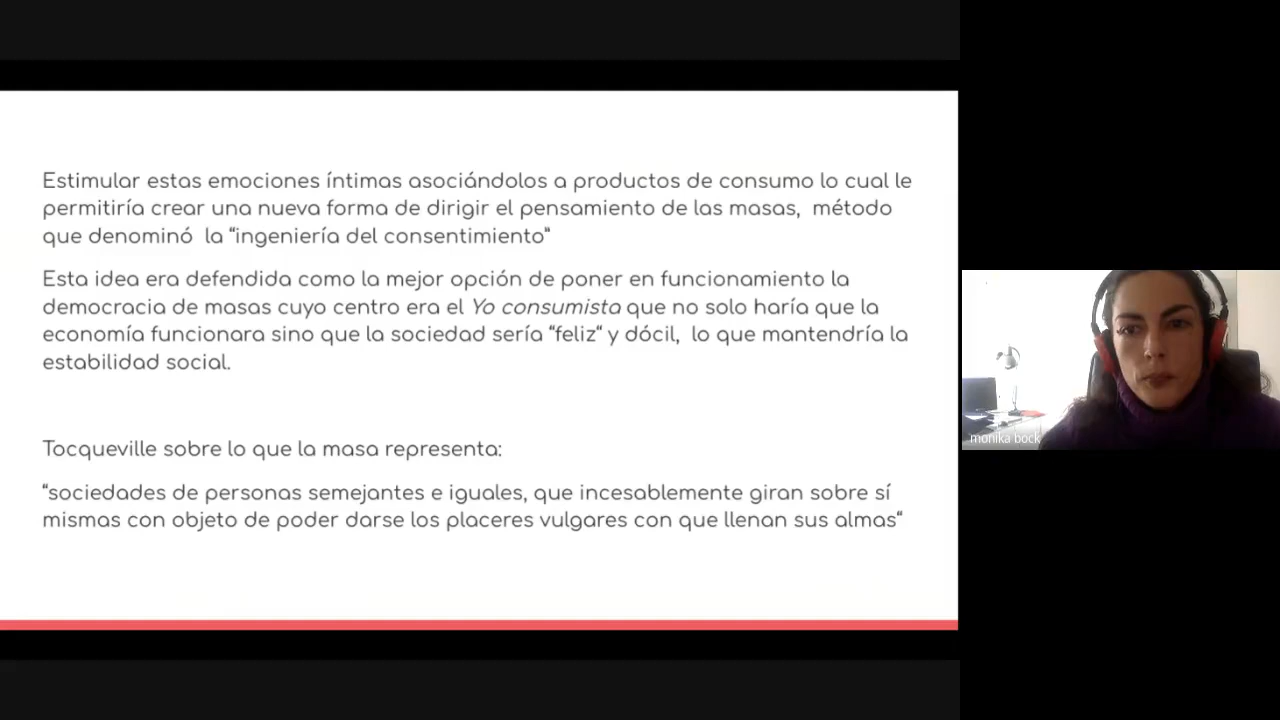 Estimular estas emociones íntimas asociándolos a productos de consumo lo cual le
permitiría crear una nueva forma de dirigir el pensamiento de las masas,  método
que denominó  la “ingeniería del consentimiento”
Esta idea era defendida como la mejor opción de poner en funcionamiento la
democracia de masas cuyo centro era el Yo consumista que no solo haría que la
economía funcionara sino que la sociedad sería “feliz“ y dócil,  lo que mantendría la
estabilidad social.
Tocqueville sobre lo que la masa representa:
“sociedades de personas semejantes e iguales, que incesablemente giran sobre sí
mismas con objeto de poder darse los placeres vulgares con que llenan sus almas“
monika bock